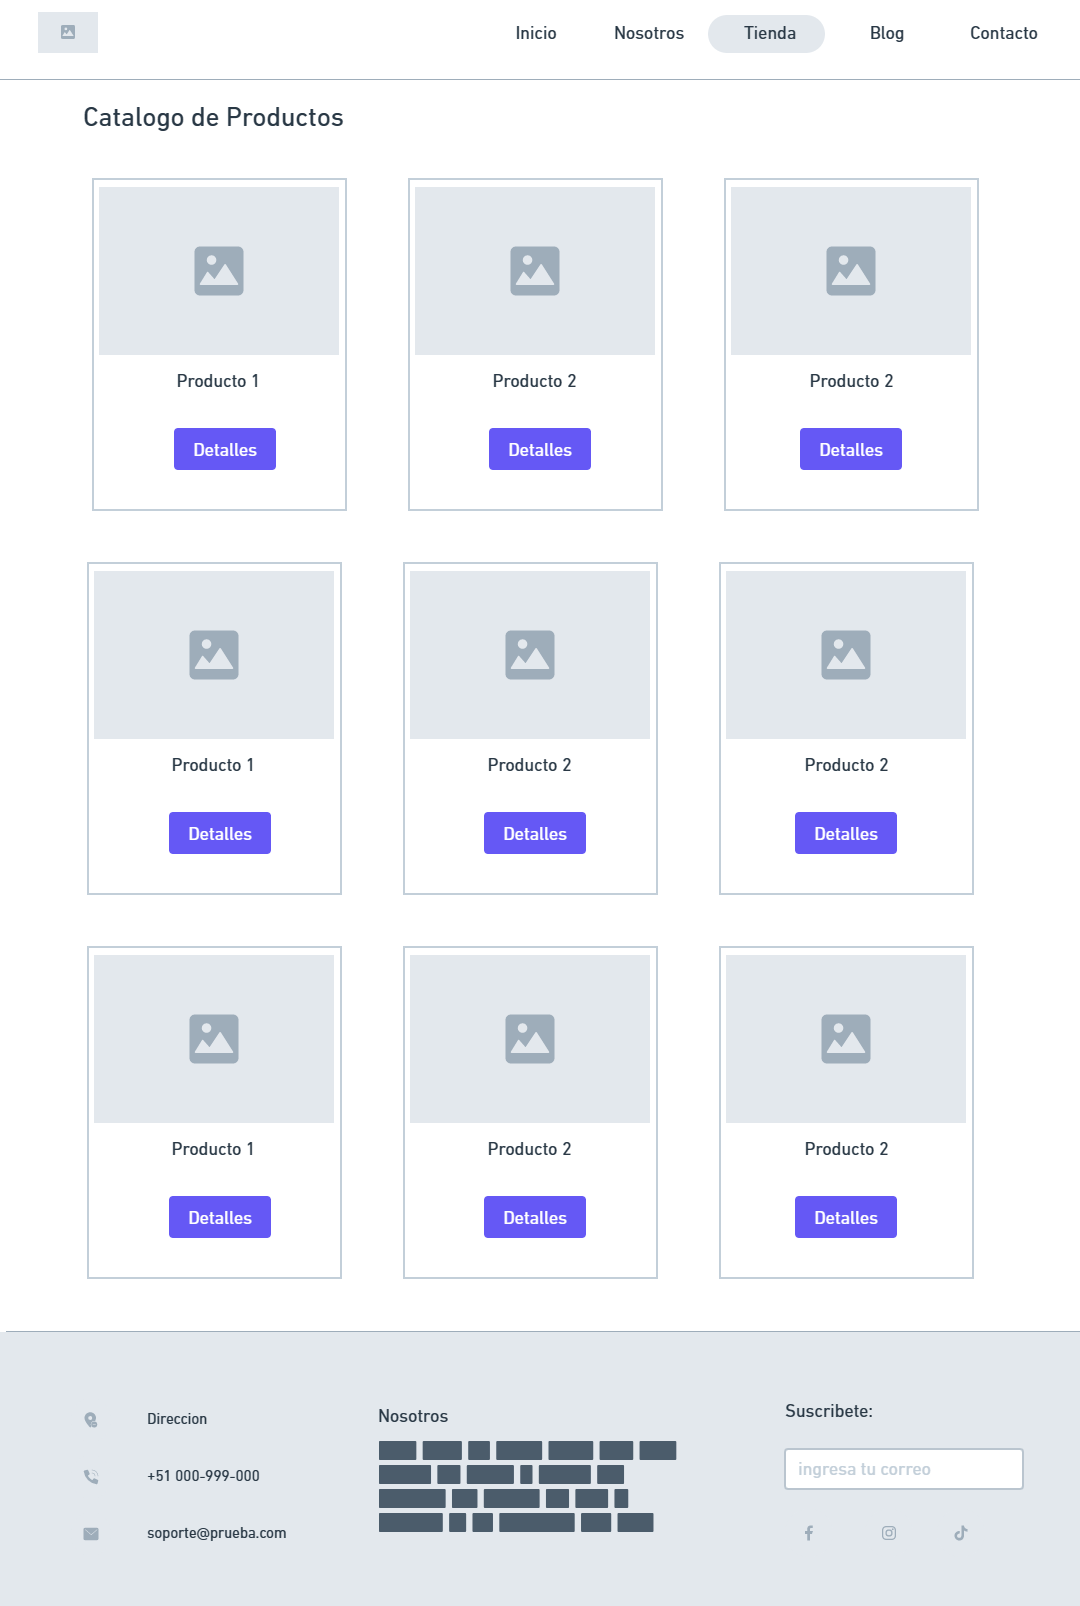 Inicio Nosotros Tienda Blog Contacto
Catalogo de Productos
Producto 1
Producto 2
Producto 2
Detalles
Detalles
Detalles
Producto 1
Producto 2
Producto 2
Detalles
Detalles
Detalles
Producto 1
Producto 2
Producto 2
Detalles
Detalles
Detalles
Direccion
+51 000-999-000
soporte@prueba.com
Nosotros
Suscribete:
ingresa tu correo